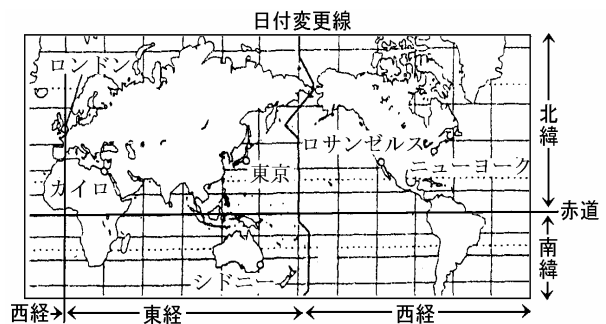 日付変更線
ロンドン
北緯
ロサンゼルス
東京
ニューヨーク
カイロ
赤道
シドニー
南緯
西経
東経
西経